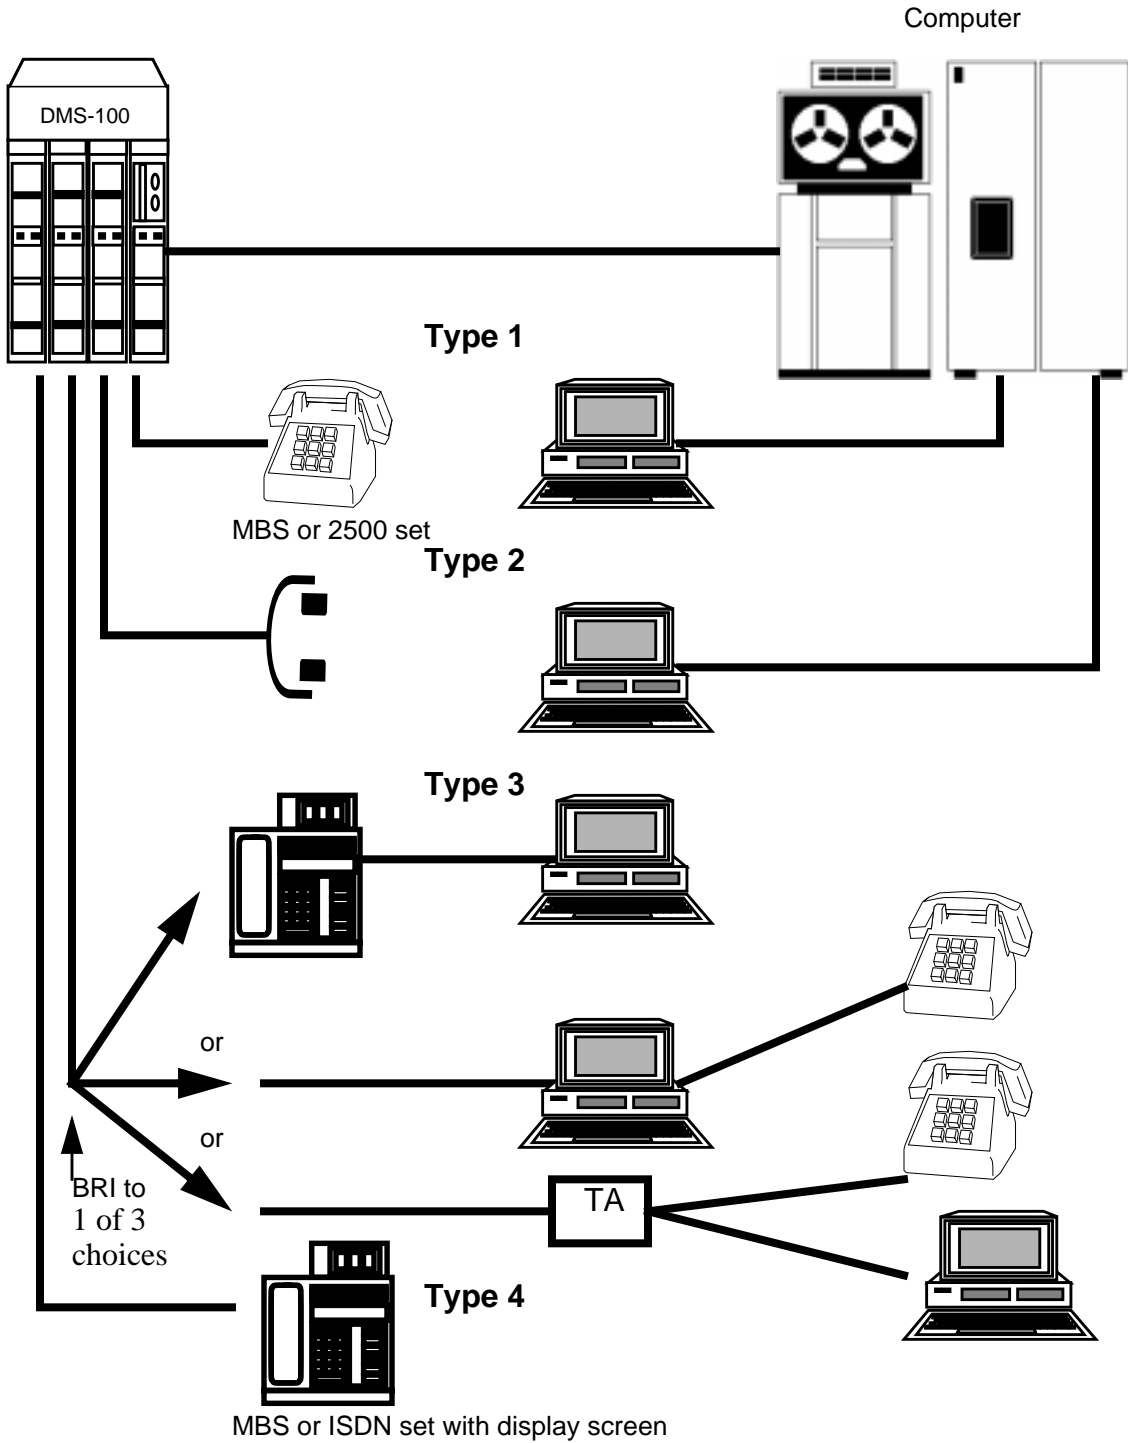 Computer
DMS-100
Type 1
MBS or 2500 set
Type 2
Type 3
or
or
BRI to
1 of 3
choices
TA
Type 4
MBS or ISDN set with display screen